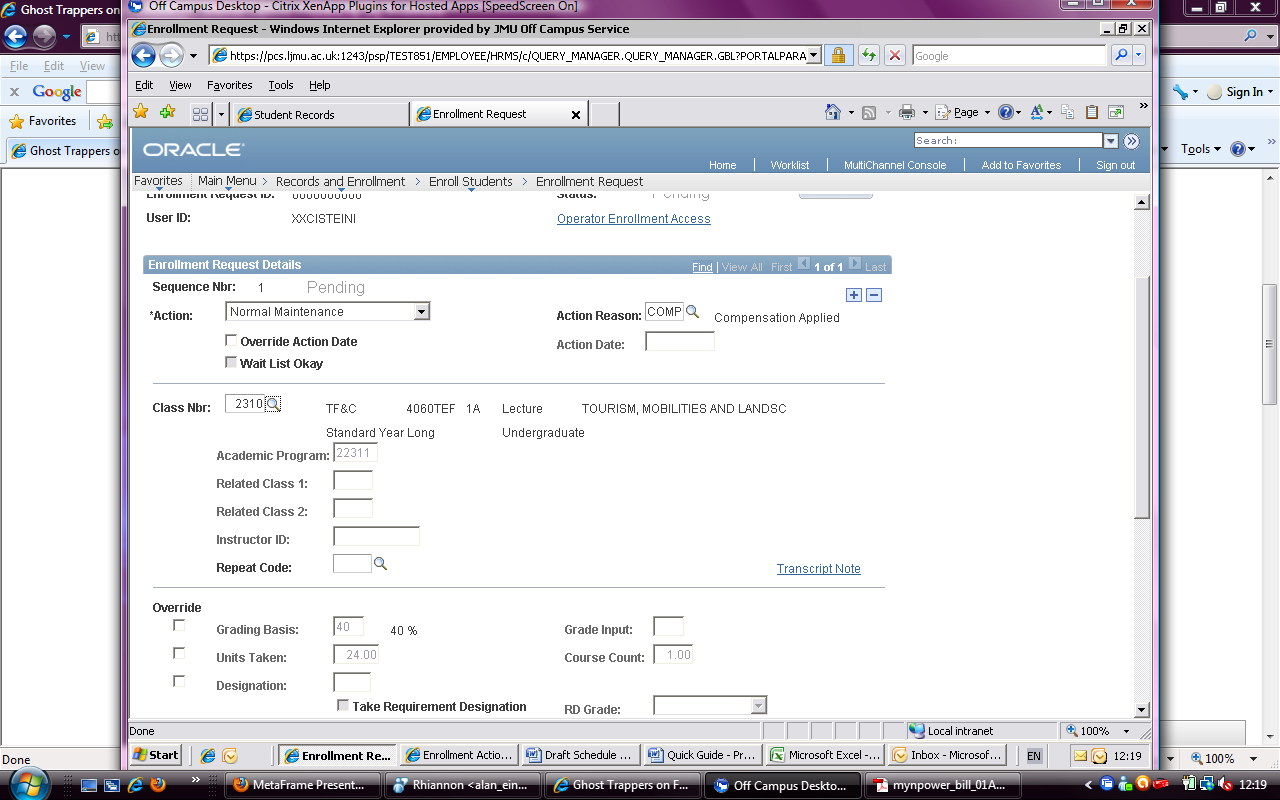 Ghost Trappers on
Off Campus Desktop - Citrix XenApp Plugins for Hosted Apps [SpeedScreen On]
Enrollment Request - Windows Internet Explorer provided by JMU Off Campus Service
https://pcs.ljmu.ac.uk:1243/psp/TEST851/EMPLOYEE/HRMS/c/QUERY_MANAGER.QUERY_MANAGER.GBL?PORTALPARA
Google
File Edit View
Edit View Favorites Tools Help
Google
Sign In
Favorites
Student Records
Enrollment Request
Page
Ghost Trappers on
Tools
ORACLE
Search:
Home Worklist MultiChannel Console Add to Favorites Sign out
Favorites Main Menu > Records and Enrollment > Enroll Students > Enrollment Request
Enrollment Request ID: 0000000000 Status: Pending
User ID: XXCISTEINI Operator Enrollment Access
Enrollment Request Details Find | View All First 1 of 1 Last
Sequence Nbr: 1 Pending
*Action: Normal Maintenance Action Reason: COMP Compensation Applied
Override Action Date Action Date:
Wait List Okay
Class Nbr: 2310 TF&C 4060TEF 1A Lecture TOURISM, MOBILITIES AND LANDSC
Standard Year Long Undergraduate
Academic Program: 22311
Related Class 1:
Related Class 2:
Instructor ID:
Repeat Code: Transcript Note
Override
Grading Basis: 40 40 % Grade Input:
Units Taken: 24.00 Course Count: 1.00
Designation:
Take Requirement Designation RD Grade:
Done Local intranet 100%
Start Enrollment Re... Enrollment Actio... Draft Schedule ... Quick Guide - Pr... Microsoft Excel -... Inbox - Microsof... EN 12:19
Done 100%
MetaFrame Present... Rhiannon <alan_ein... Ghost Trappers on F... Off Campus Deskto... mynpower_bill_01A... 12:19